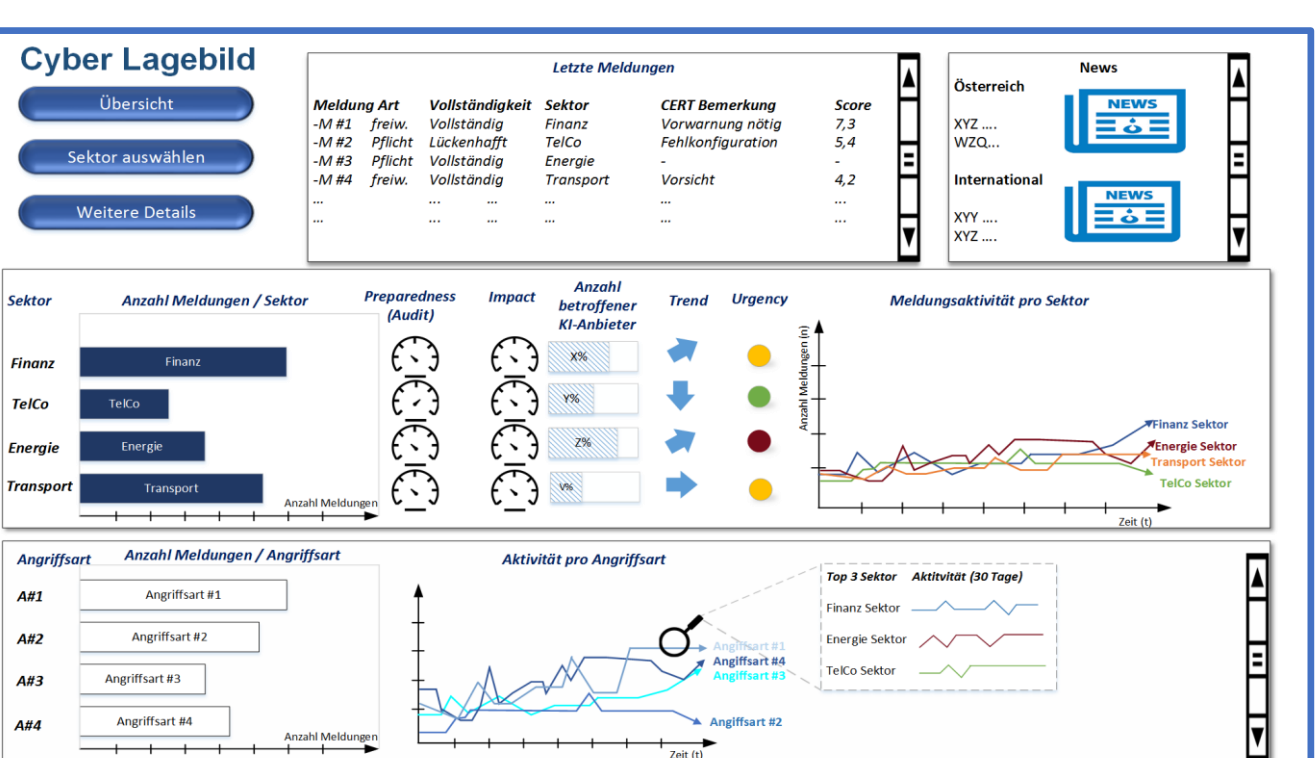 Cyber Lagebild
Übersicht
Sektor auswählen
Weitere Details
Letzte Meldungen
Meldung Art Vollständigkeit Sektor CERT Bemerkung Score
-M #1 freiw. Vollständig Finanz Vorwarnung nötig 7,3
-M #2 Pflicht Lückenhafft TelCo Fehlkonfiguration 5,4
-M #3 Pflicht Vollständig Energie - -
-M #4 freiw. Vollständig Transport Vorsicht 4,2
... ... ... ... ... ...
... ... ... ... ... ...
News
Österreich
NEWS
XYZ ....
WZQ...
International
NEWS
XYY ....
XYZ ....
Sektor
Anzahl Meldungen / Sektor
Preparedness
(Audit)
Impact
Anzahl
betroffener
KI-Anbieter
Trend
Urgency
Meldungsaktivität pro Sektor
Finanz
Finanz
X%
TelCo
TelCo
Y%
Energie
Energie
Z%
Transport
Transport
V%
Anzahl Meldungen
Anzahl Meldungen (n)
Finanz Sektor
Energie Sektor
Transport Sektor
TelCo Sektor
Zeit (t)
Angriffsart
Anzahl Meldungen / Angriffsart
A#1
Angriffsart #1
A#2
Angriffsart #2
A#3
Angriffsart #3
A#4
Angriffsart #4
Anzahl Meldungen
Aktivität pro Angriffsart
Angiffsart #1
Angiffsart #4
Angiffsart #3
Angiffsart #2
Zeit (t)
Top 3 Sektor Aktitvität (30 Tage)
Finanz Sektor
Energie Sektor
TelCo Sektor